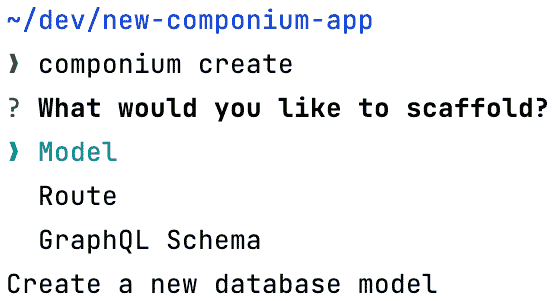 ~/dev/new-componium-app
❯ componium create
? What would you like to scaffold?
❯ Model
Route
GraphQL Schema
Create a new database model